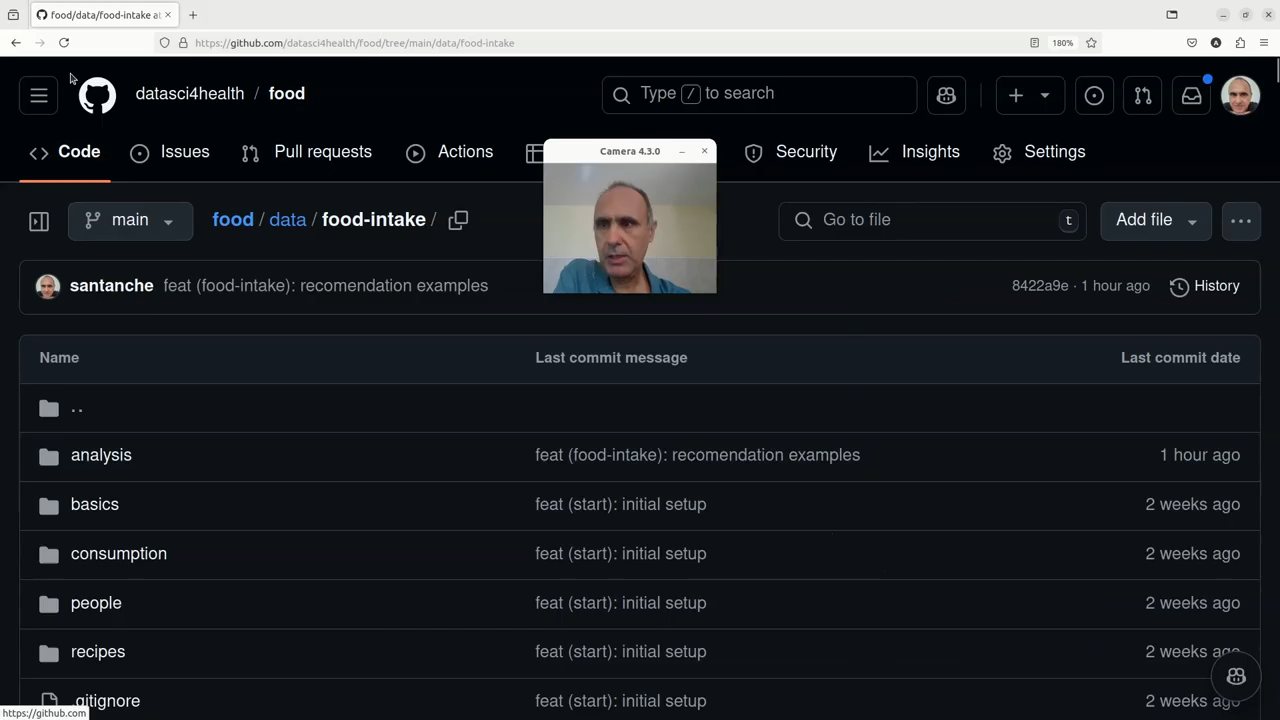 food/data/food-intake at
https://github.com/datasci4health/food/tree/main/data/food-intake
180%
datasci4health / food
Type / to search
Code
Issues
Pull requests
Actions
Security
Insights
Settings
Camera 4.3.0
main
food / data / food-intake /
Go to file
t
Add file
santanche feat (food-intake): recomendation examples
8422a9e · 1 hour ago
History
Name Last commit message Last commit date
..
analysis feat (food-intake): recomendation examples 1 hour ago
basics feat (start): initial setup 2 weeks ago
consumption feat (start): initial setup 2 weeks ago
people feat (start): initial setup 2 weeks ago
recipes feat (start): initial setup 2 weeks ago
.gitignore feat (start): initial setup 2 weeks ago
https://github.com